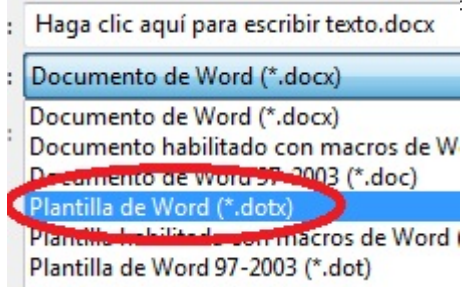 Haga clic aquí para escribir texto.docx
Documento de Word (*.docx)
Documento de Word (*.docx)
Documento habilitado con macros de W
Documento de Word 97-2003 (*.doc)
Plantilla de Word (*.dotx)
Plantilla habilitada con macros de Word (
Plantilla de Word 97-2003 (*.dot)